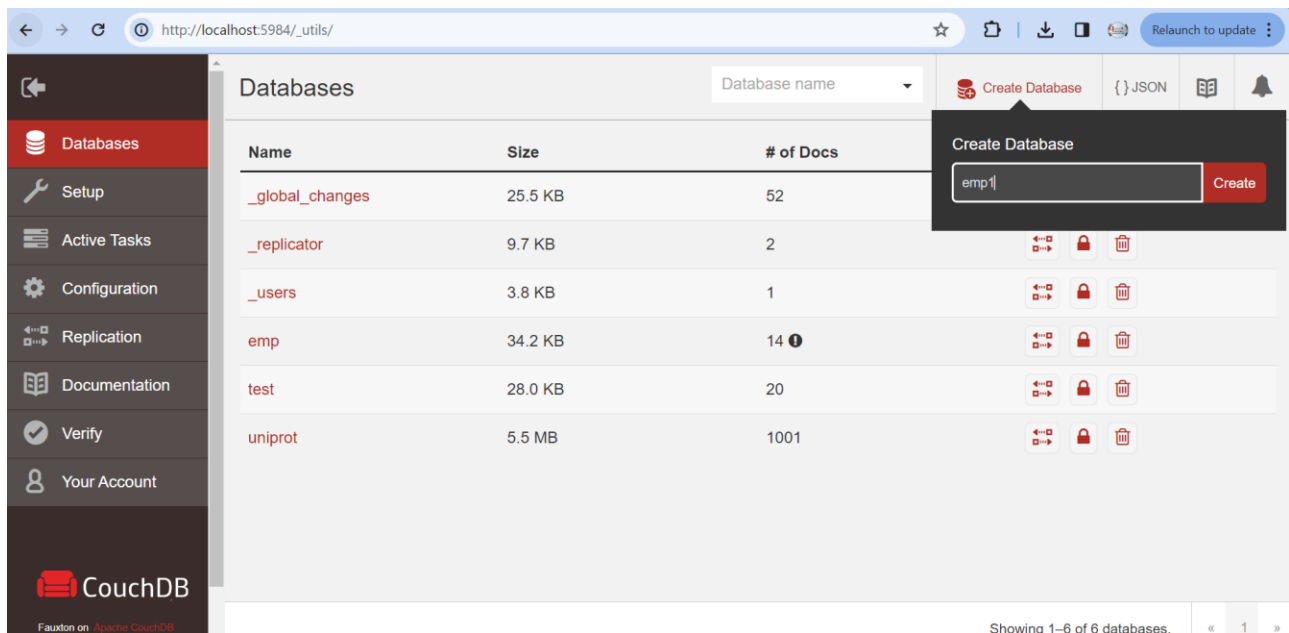 http://localhost:5984/_utils/
Relaunch to update
Databases
Database name
Create Database
{ } JSON
Databases
Setup
Active Tasks
Configuration
Replication
Documentation
Verify
Your Account
CouchDB
Fauxton on Apache CouchDB
Create Database
emp1
Create
Name Size # of Docs
_global_changes 25.5 KB 52
_replicator 9.7 KB 2
_users 3.8 KB 1
emp 34.2 KB 14
test 28.0 KB 20
uniprot 5.5 MB 1001
Showing 1–6 of 6 databases.
« 1 »